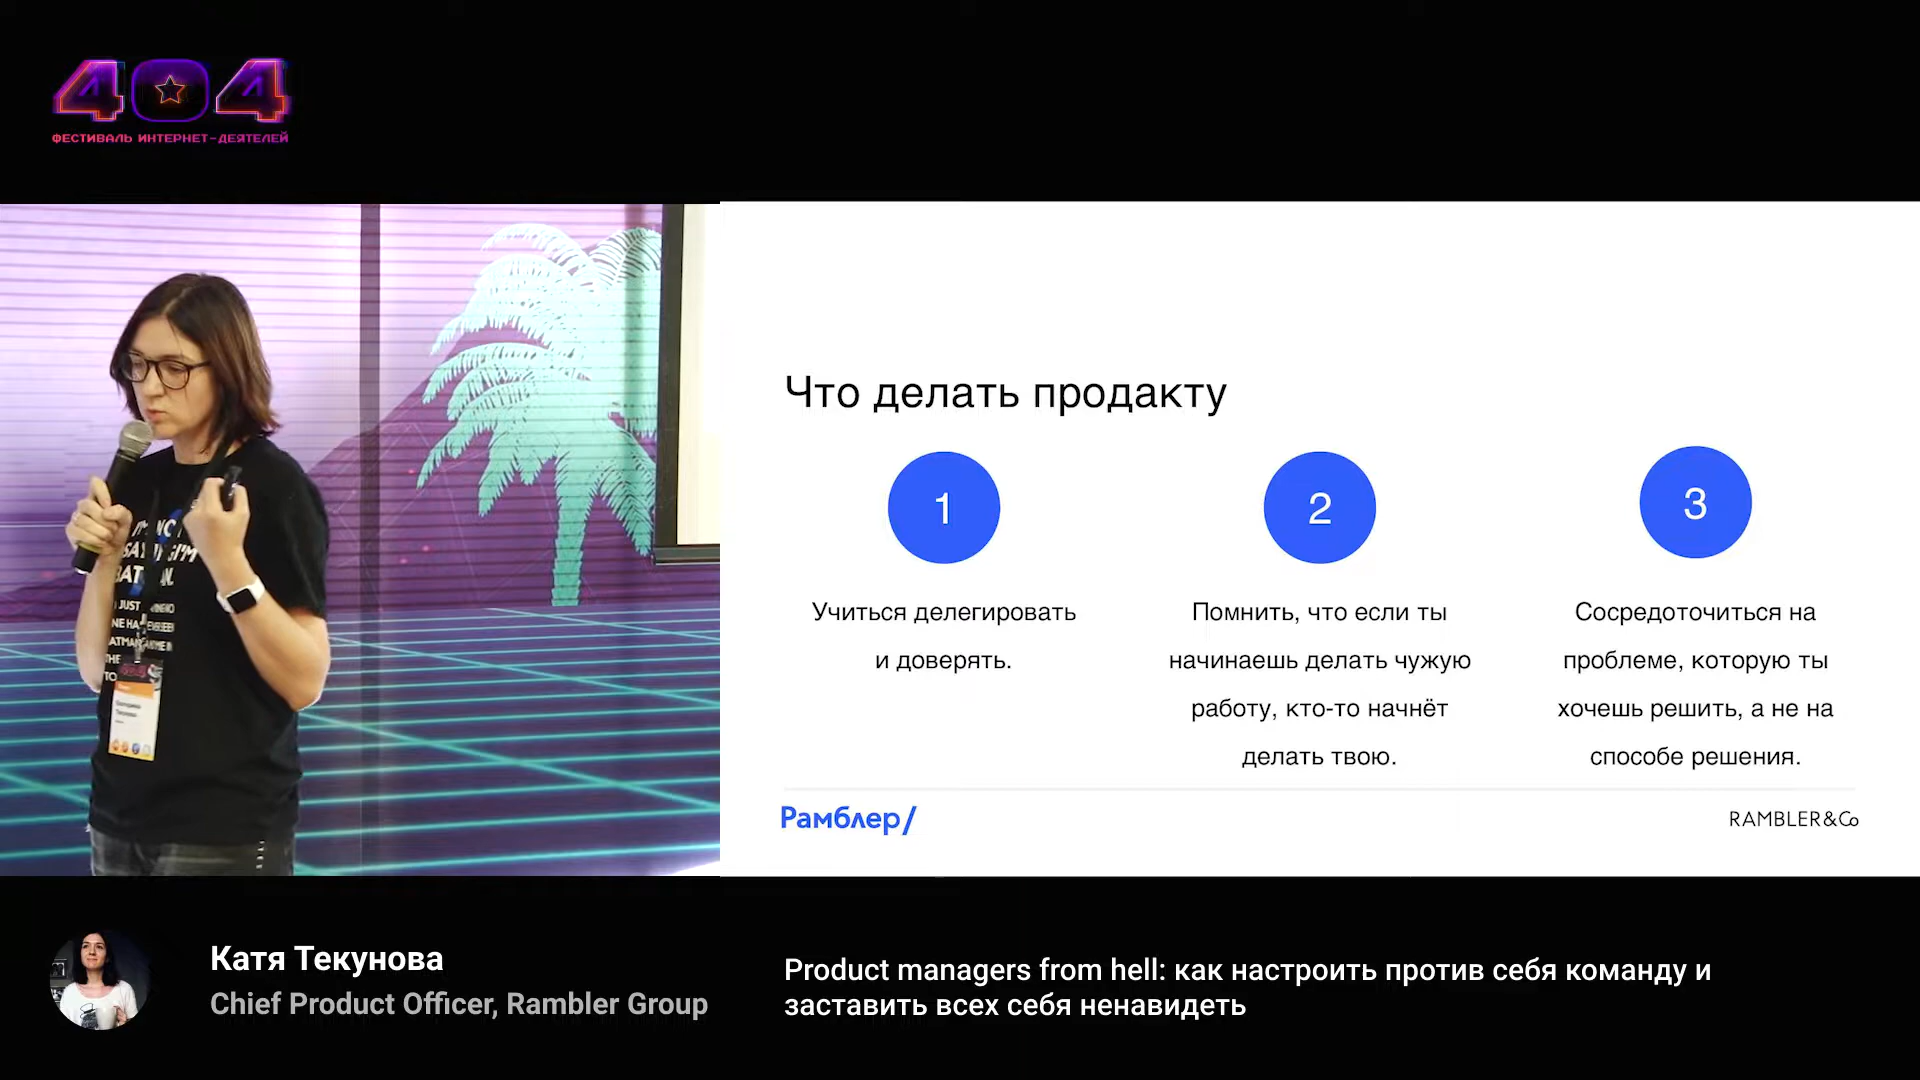 404
ФЕСТИВАЛЬ ИНТЕРНЕТ-ДЕЯТЕЛЕЙ
Что делать продакту
1
Учиться делегировать
и доверять.
2
Помнить, что если ты
начинаешь делать чужую
работу, кто-то начнёт
делать твою.
3
Сосредоточиться на
проблеме, которую ты
хочешь решить, а не на
способе решения.
Рамблер/
RAMBLER&Co
JUST
THE
Катя Текунова
Chief Product Officer, Rambler Group
Product managers from hell: как настроить против себя команду и
заставить всех себя ненавидеть